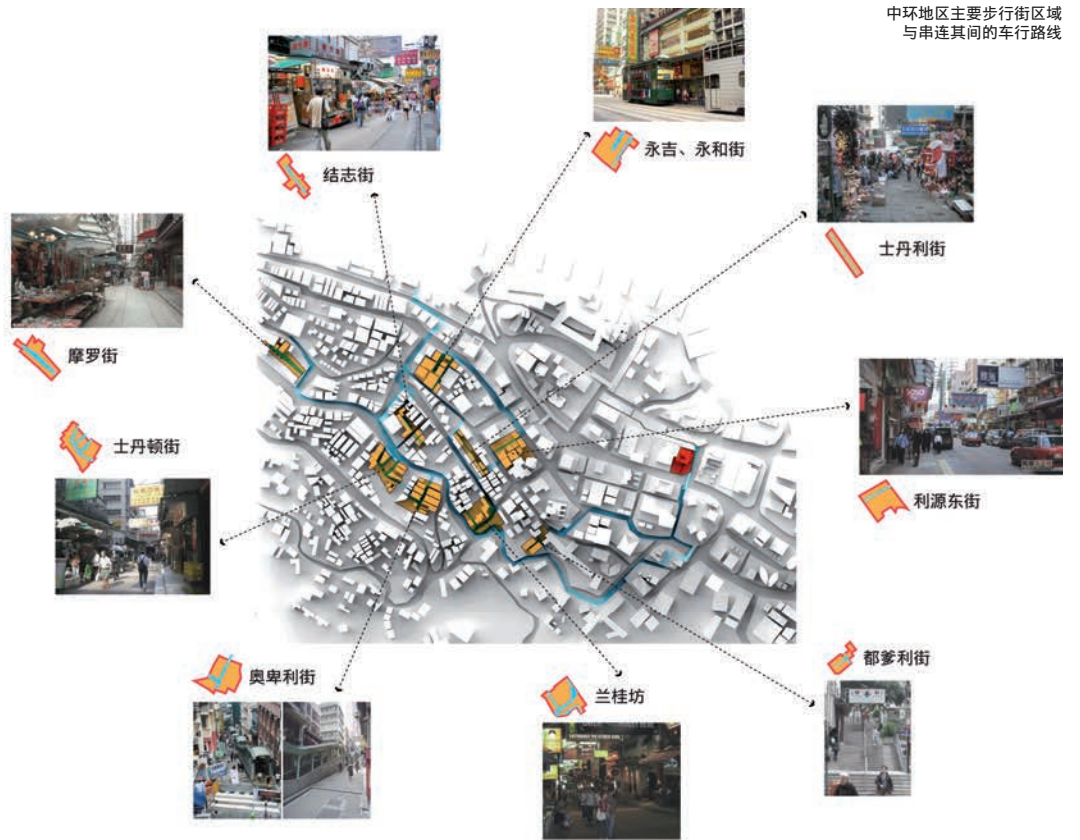 中环地区主要步行街区域
与串连其间的车行路线
结志街
永吉、永和街
士丹利街
摩罗街
士丹顿街
利源东街
奥卑利街
兰桂坊
都爹利街